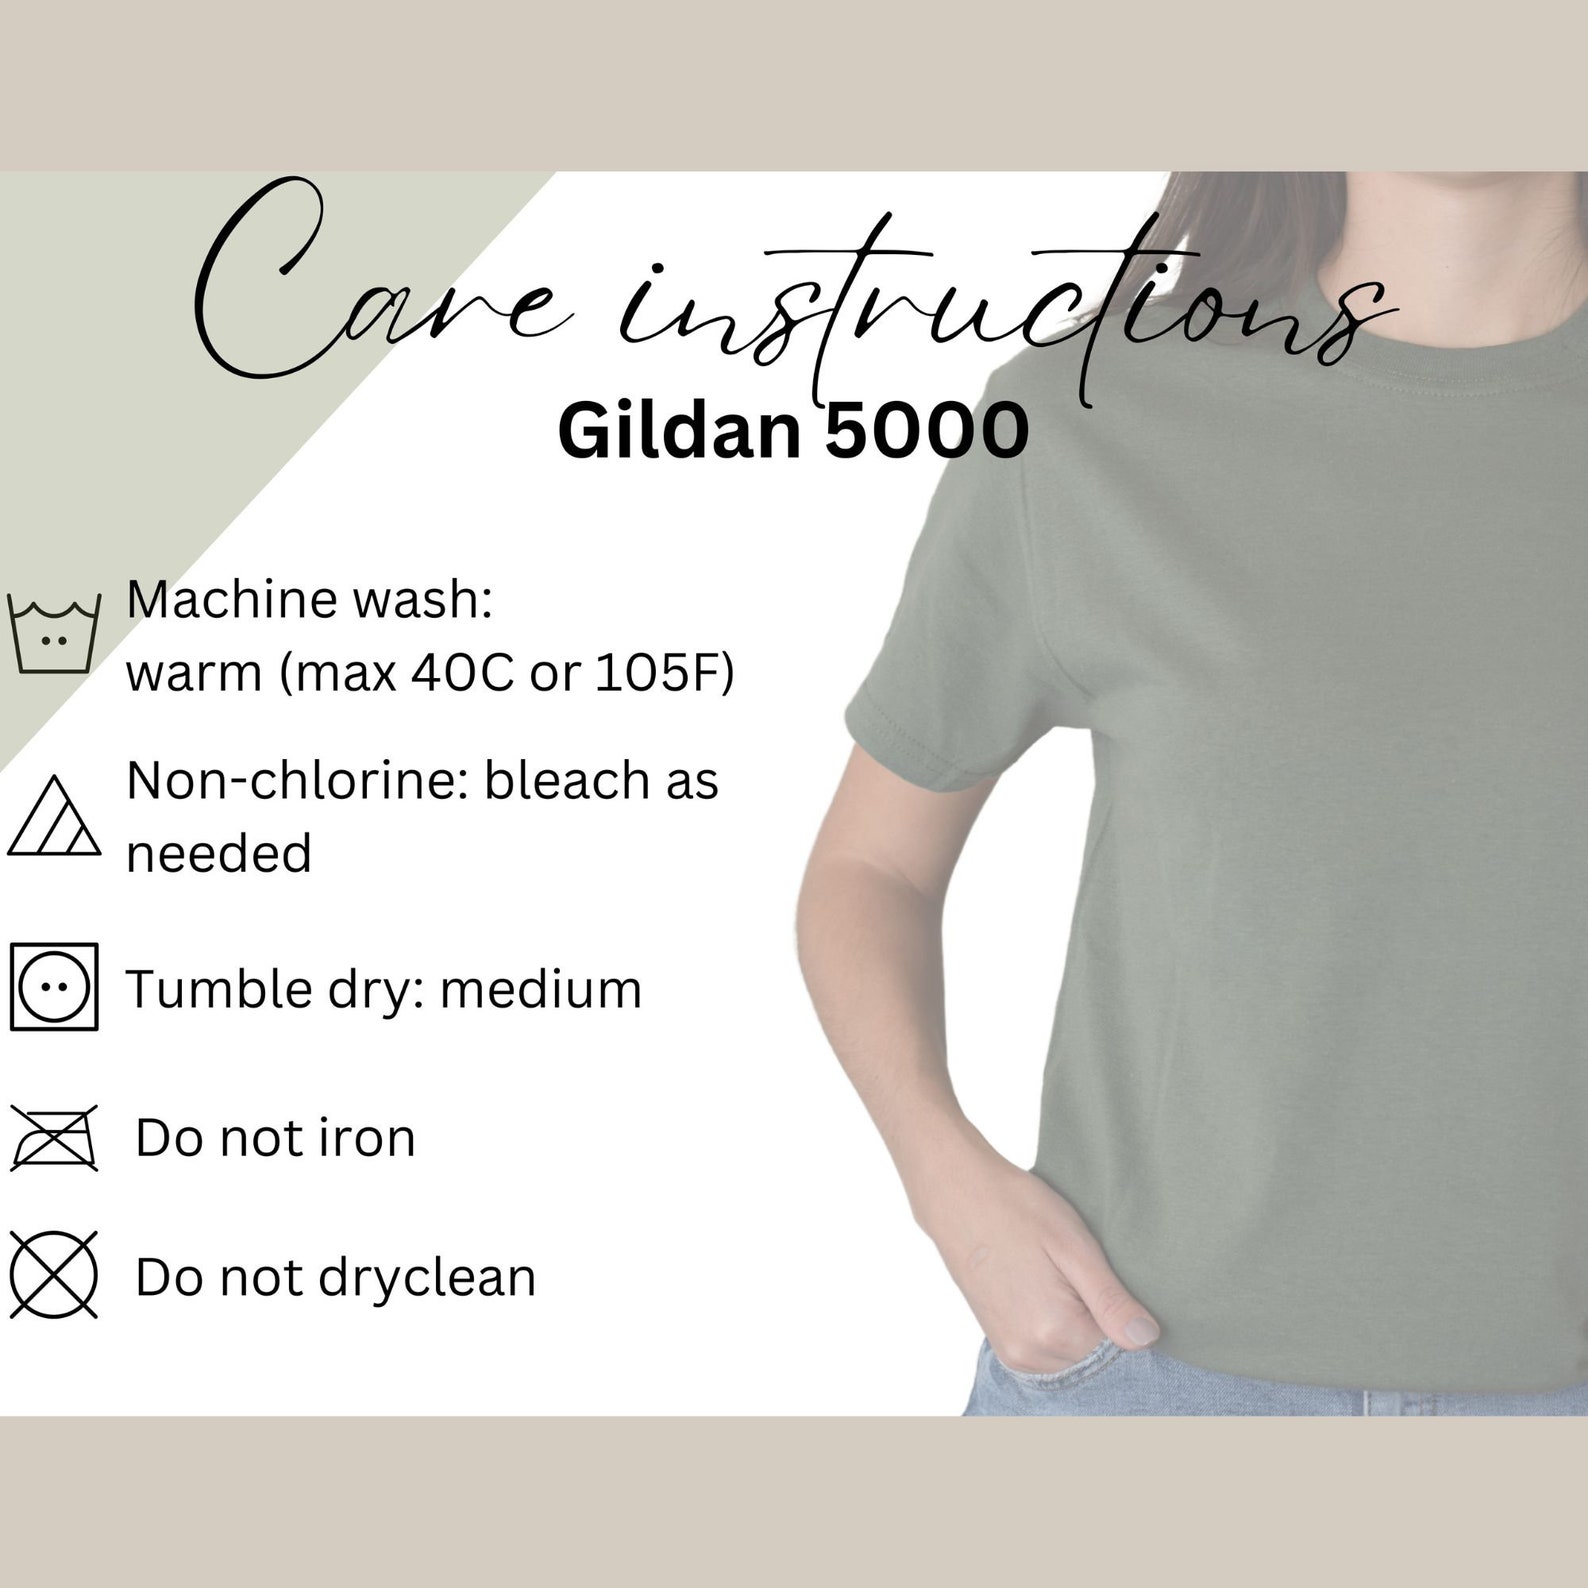 Care instructions
Gildan 5000
Machine wash:
warm (max 40C or 105F)
Non-chlorine: bleach as
needed
Tumble dry: medium
Do not iron
Do not dryclean